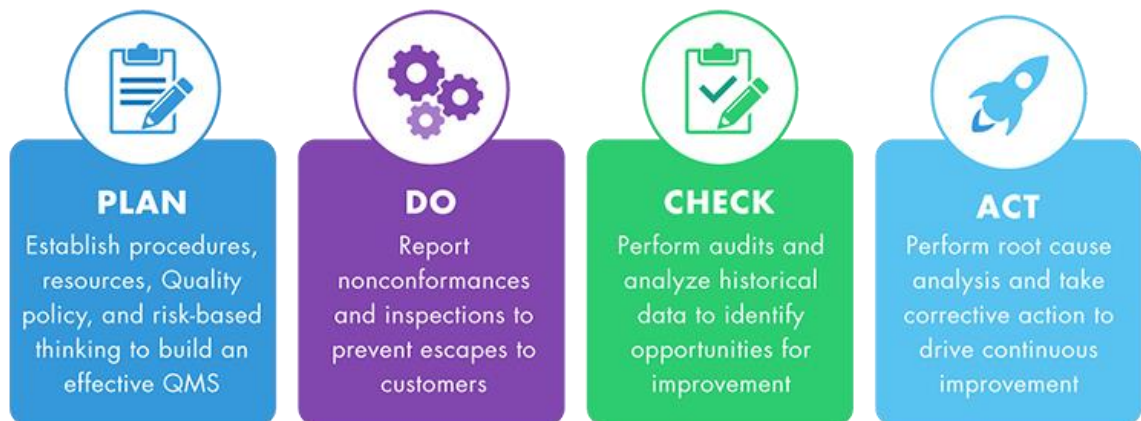 PLAN
Establish procedures,
resources, Quality
policy, and risk-based
thinking to build an
effective QMS
DO
Report
nonconformances
and inspections to
prevent escapes to
customers
CHECK
Perform audits and
analyze historical
data to identify
opportunities for
improvement
ACT
Perform root cause
analysis and take
corrective action to
drive continuous
improvement